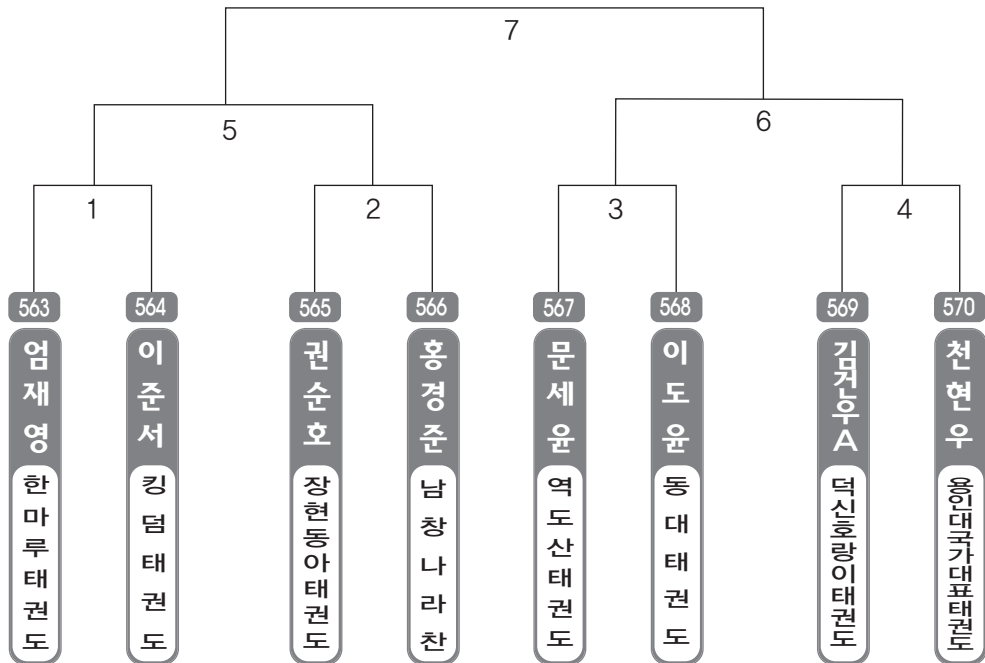 7
5
6
1
2
3
4
563
564
565
566
567
568
569
570
엄재영
이준서
권순호
홍경준
문세윤
이도윤
김건우A
천현우
한마루태권도
킹덤태권도
장현동아태권도
남창나라찬
역도산태권도
동대태권도
덕신호랑이태권도
용인대국가대표태권도